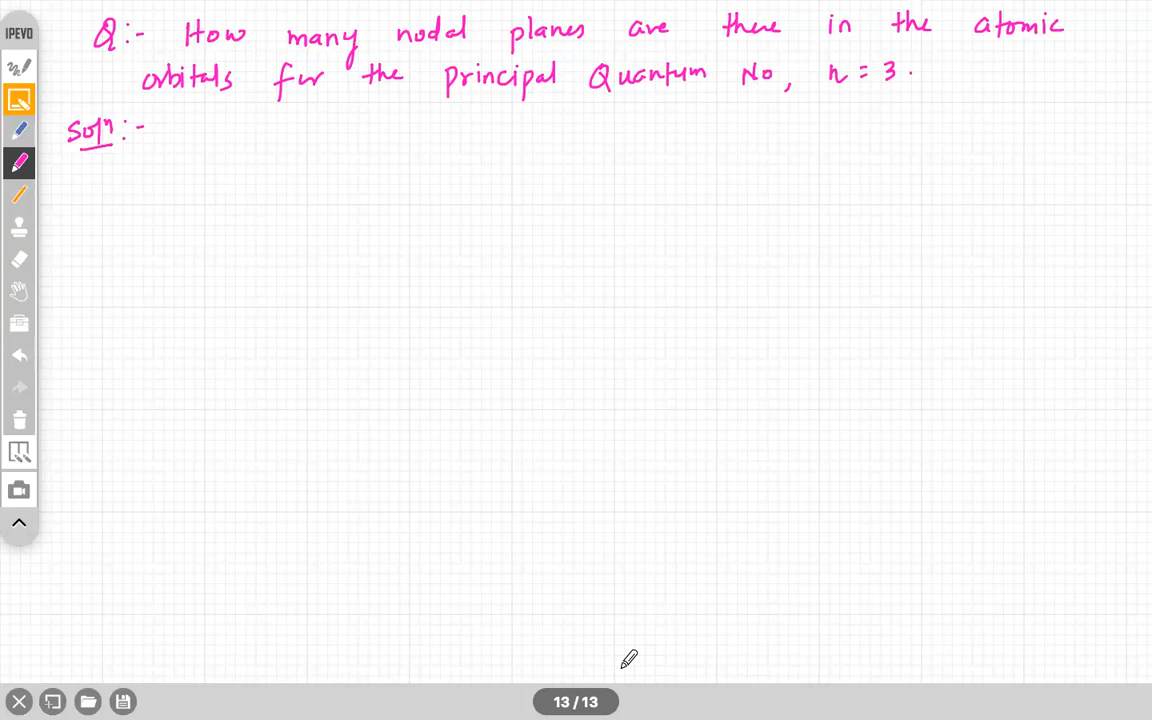 IPEVO
Q:- How many nodal planes are there in the atomic
orbitals for the principal Quantum No, n = 3.
Solⁿ:-
13 / 13